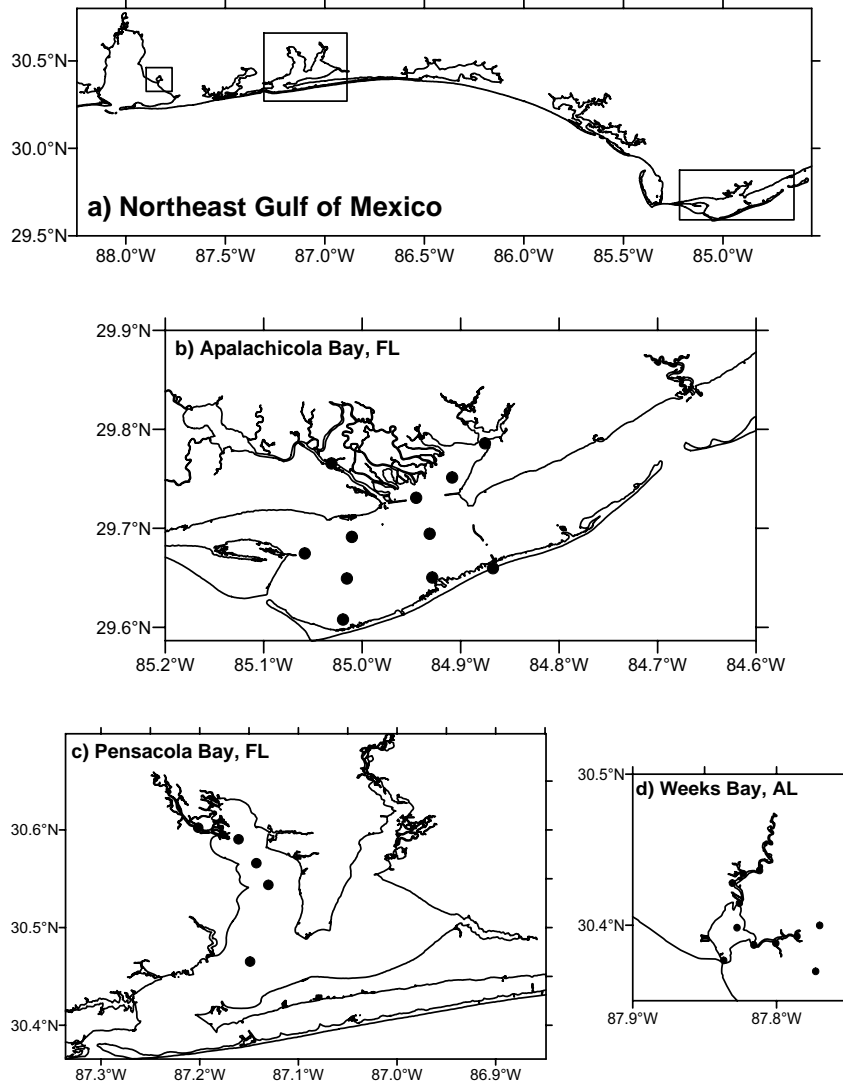 30.5°N
30.0°N
29.5°N
a) Northeast Gulf of Mexico
88.0°W 87.5°W 87.0°W 86.5°W 86.0°W 85.5°W 85.0°W
29.9°N
29.8°N
29.7°N
29.6°N
b) Apalachicola Bay, FL
85.2°W 85.1°W 85.0°W 84.9°W 84.8°W 84.7°W 84.6°W
c) Pensacola Bay, FL
30.6°N
30.5°N
30.4°N
87.3°W 87.2°W 87.1°W 87.0°W 86.9°W
30.5°N
d) Weeks Bay, AL
30.4°N
87.9°W 87.8°W